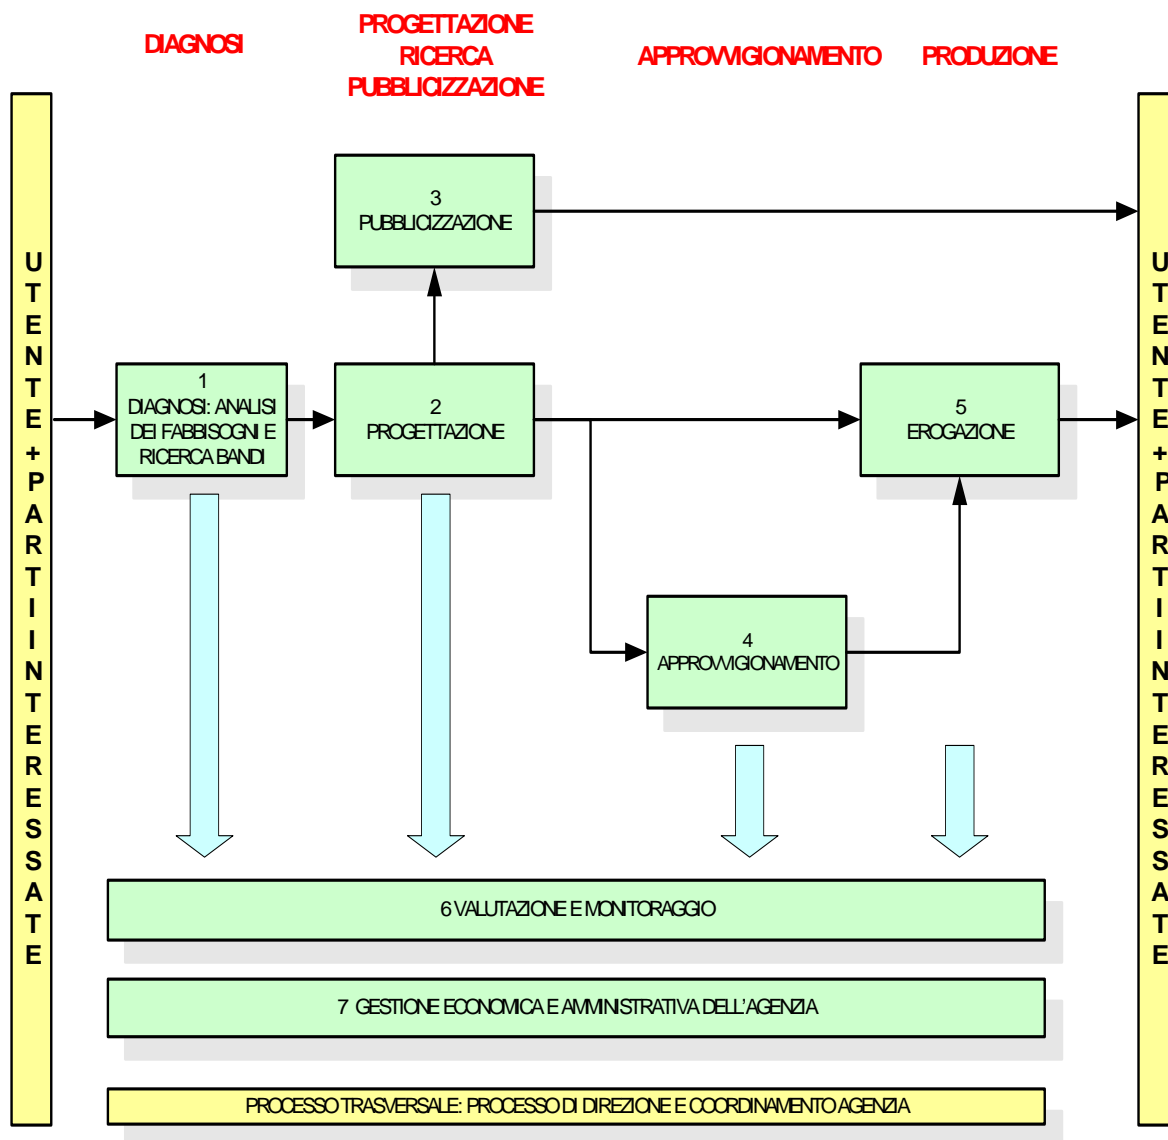 DIAGNOSI
PROGETTAZIONE
RICERCA
PUBBLICIZZAZIONE
APPROVVIGIONAMENTO
PRODUZIONE
UTENTE+PARTI INTERESSATE
3
PUBBLICIZZAZIONE
1
DIAGNOSI: ANALISI
DEI FABBISOGNI E
RICERCA BANDI
2
PROGETTAZIONE
5
EROGAZIONE
4
APPROVVIGIONAMENTO
6 VALUTAZIONE E MONITORAGGIO
7 GESTIONE ECONOMICA E AMMINISTRATIVA DELL'AGENZIA
PROCESSO TRASVERSALE: PROCESSO DI DIREZIONE E COORDINAMENTO AGENZIA
UTENTE+PARTI INTERESSATE